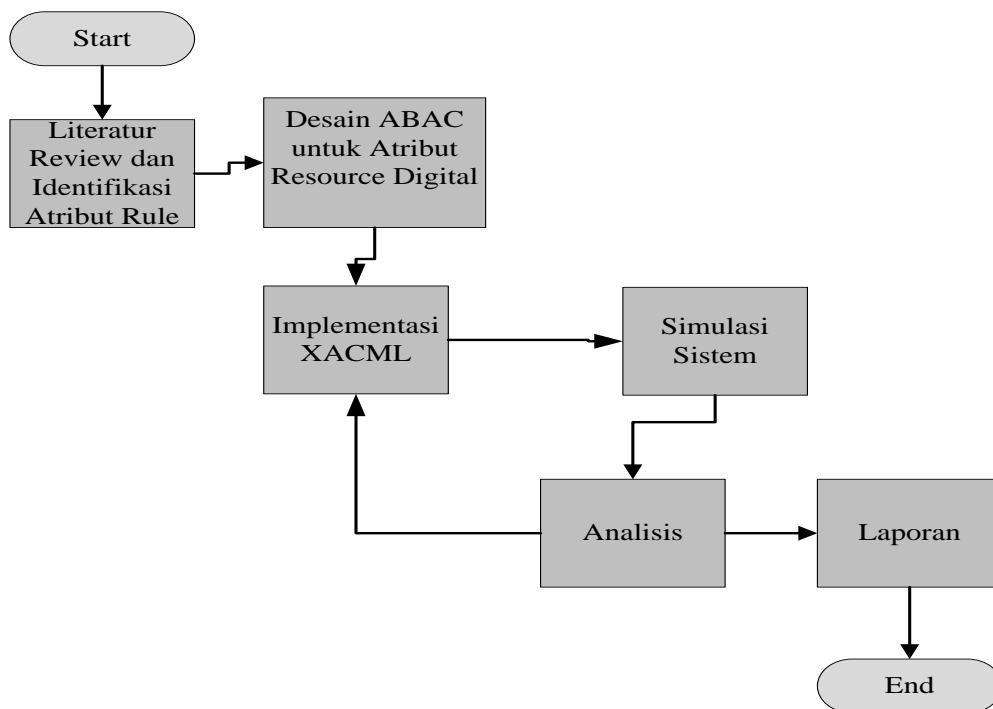 Start
Literatur
Review dan
Identifikasi
Atribut Rule
Desain ABAC
untuk Atribut
Resource Digital
Implementasi
XACML
Simulasi
Sistem
Analisis
Laporan
End